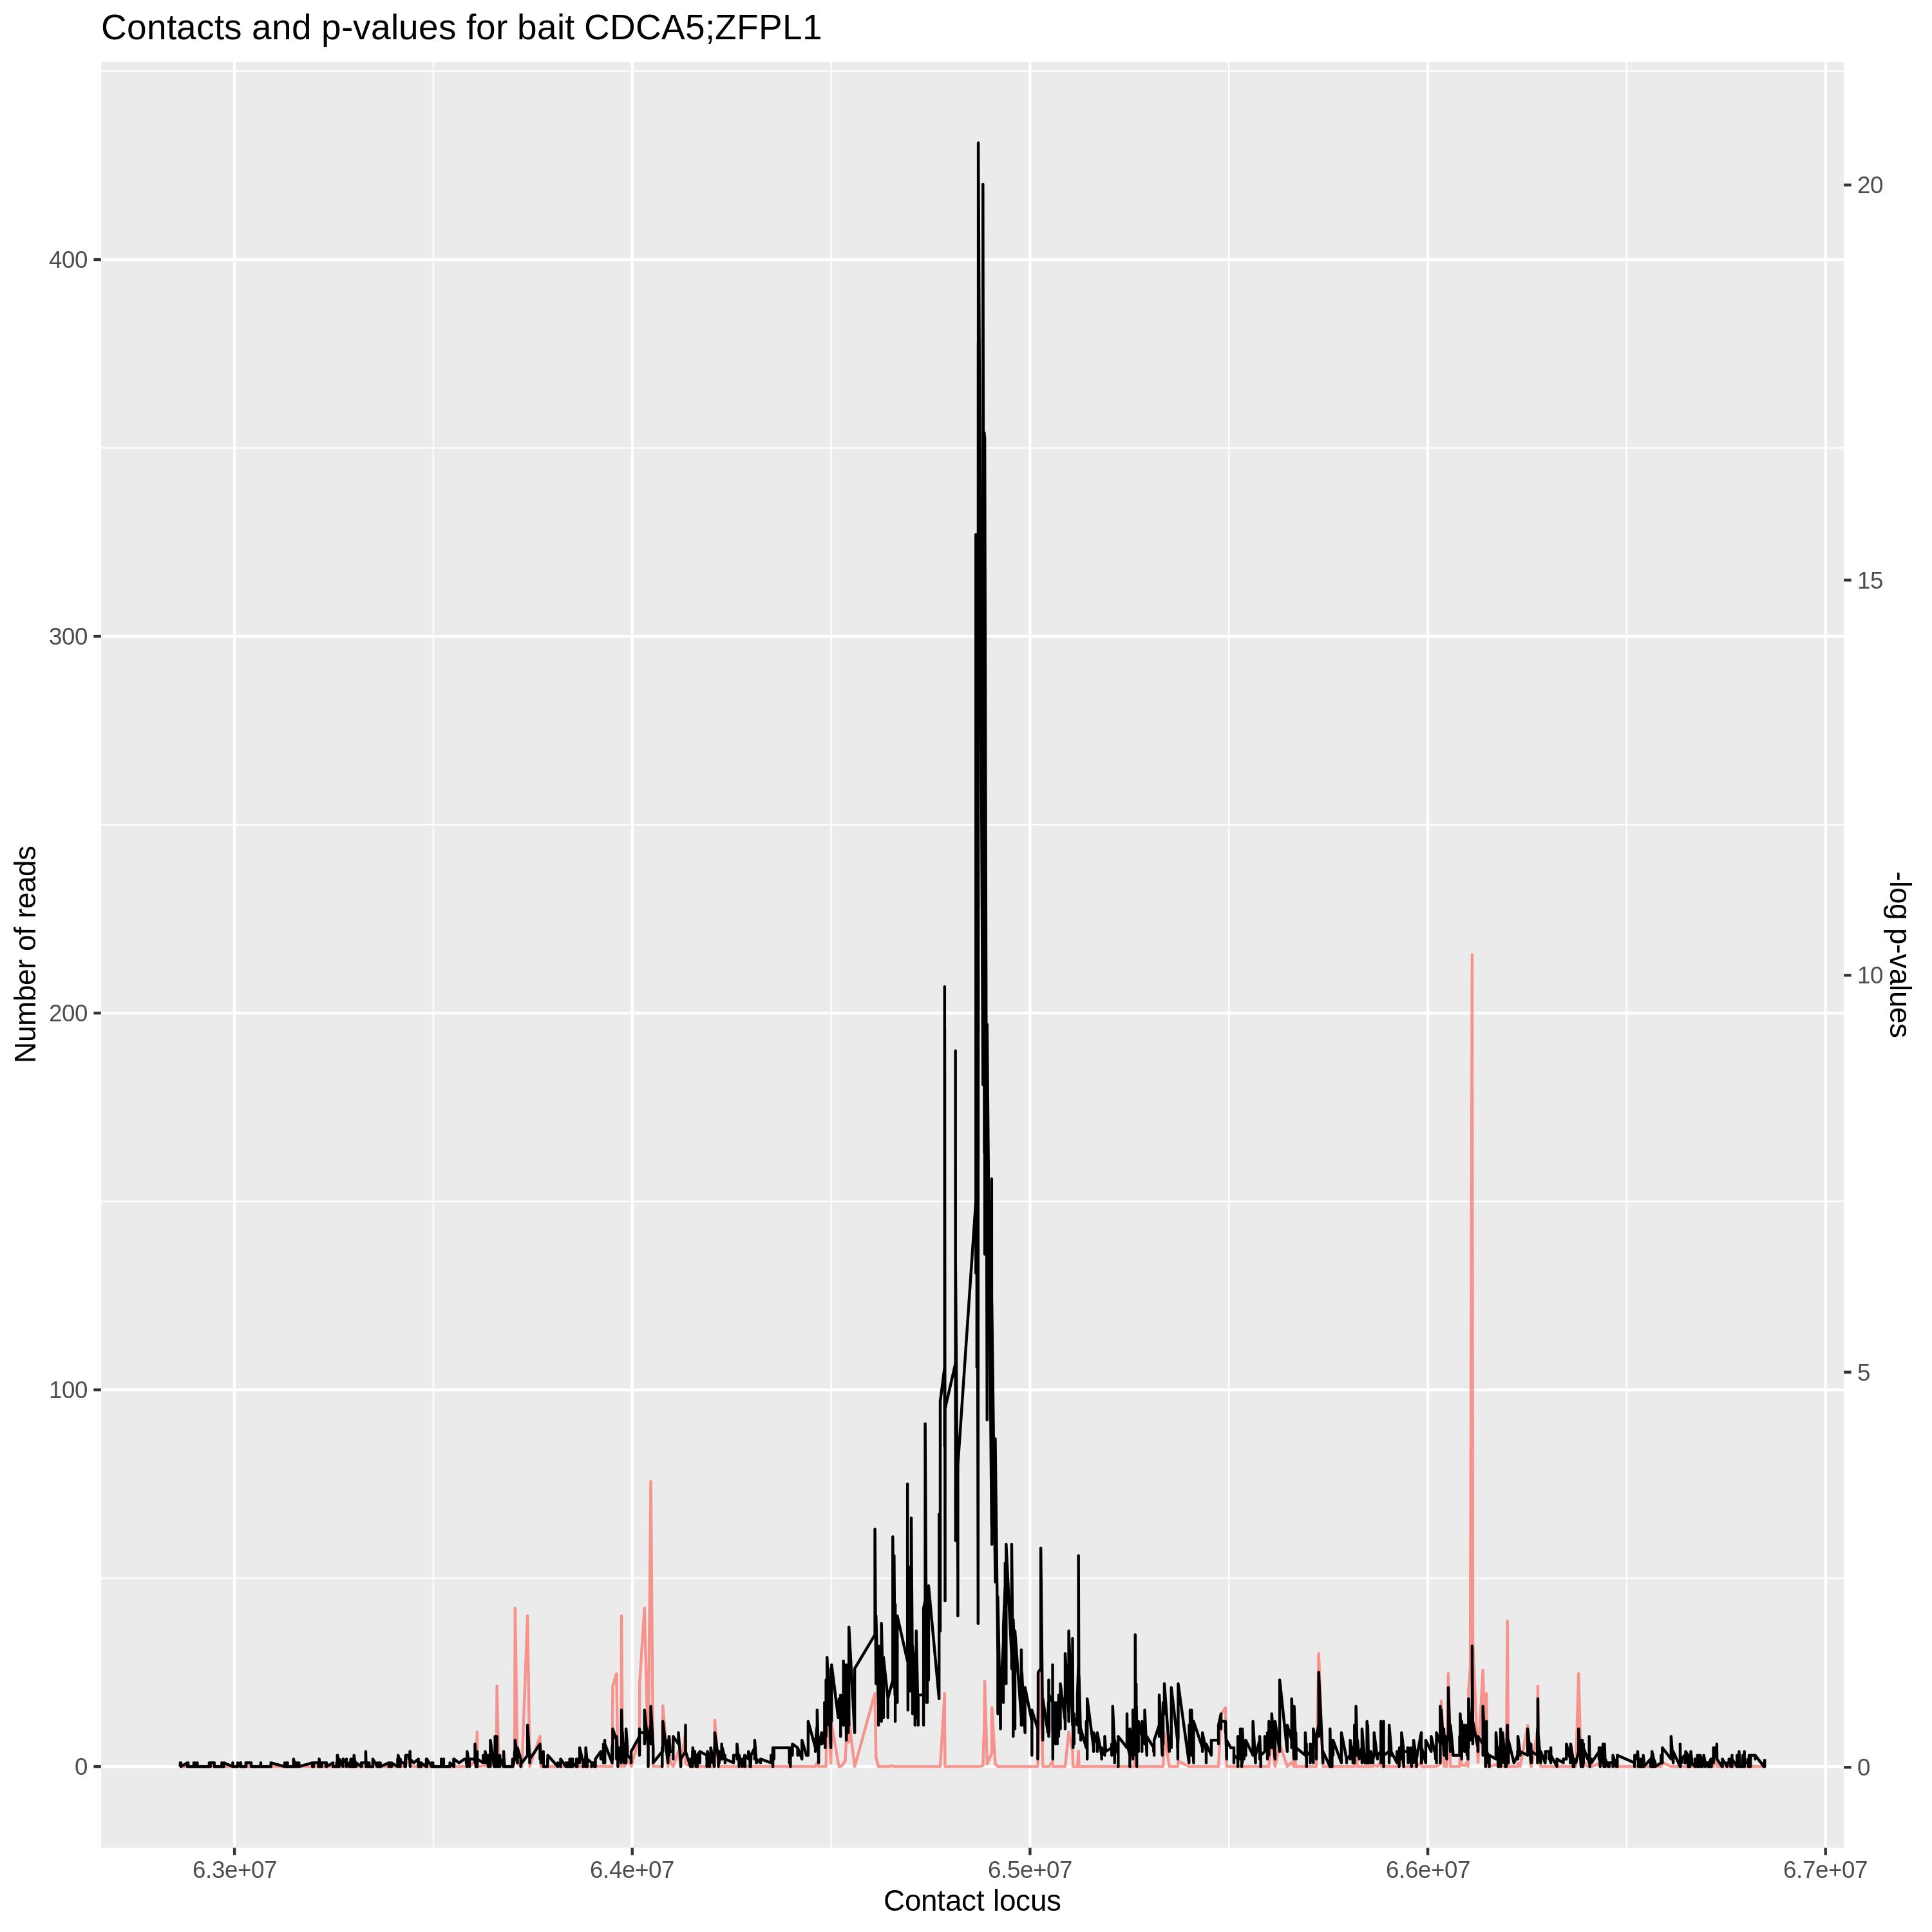 Contacts and p-values for bait CDCA5;ZFPL1
400
300
200
100
0
Number of reads
20
15
10
5
0
-log p-values
6.3e+07 6.4e+07 6.5e+07 6.6e+07 6.7e+07
Contact locus